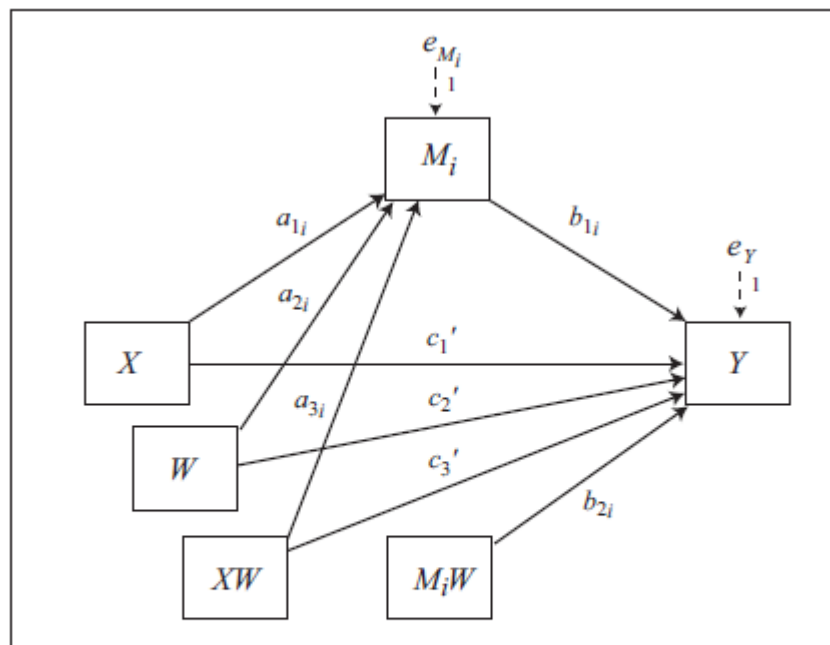 e_{M_i}
1
M_i
a_{1i}
b_{1i}
e_Y
1
a_{2i}
X
c_1′
Y
a_{3i}
c_2′
W
c_3′
b_{2i}
XW
M_iW